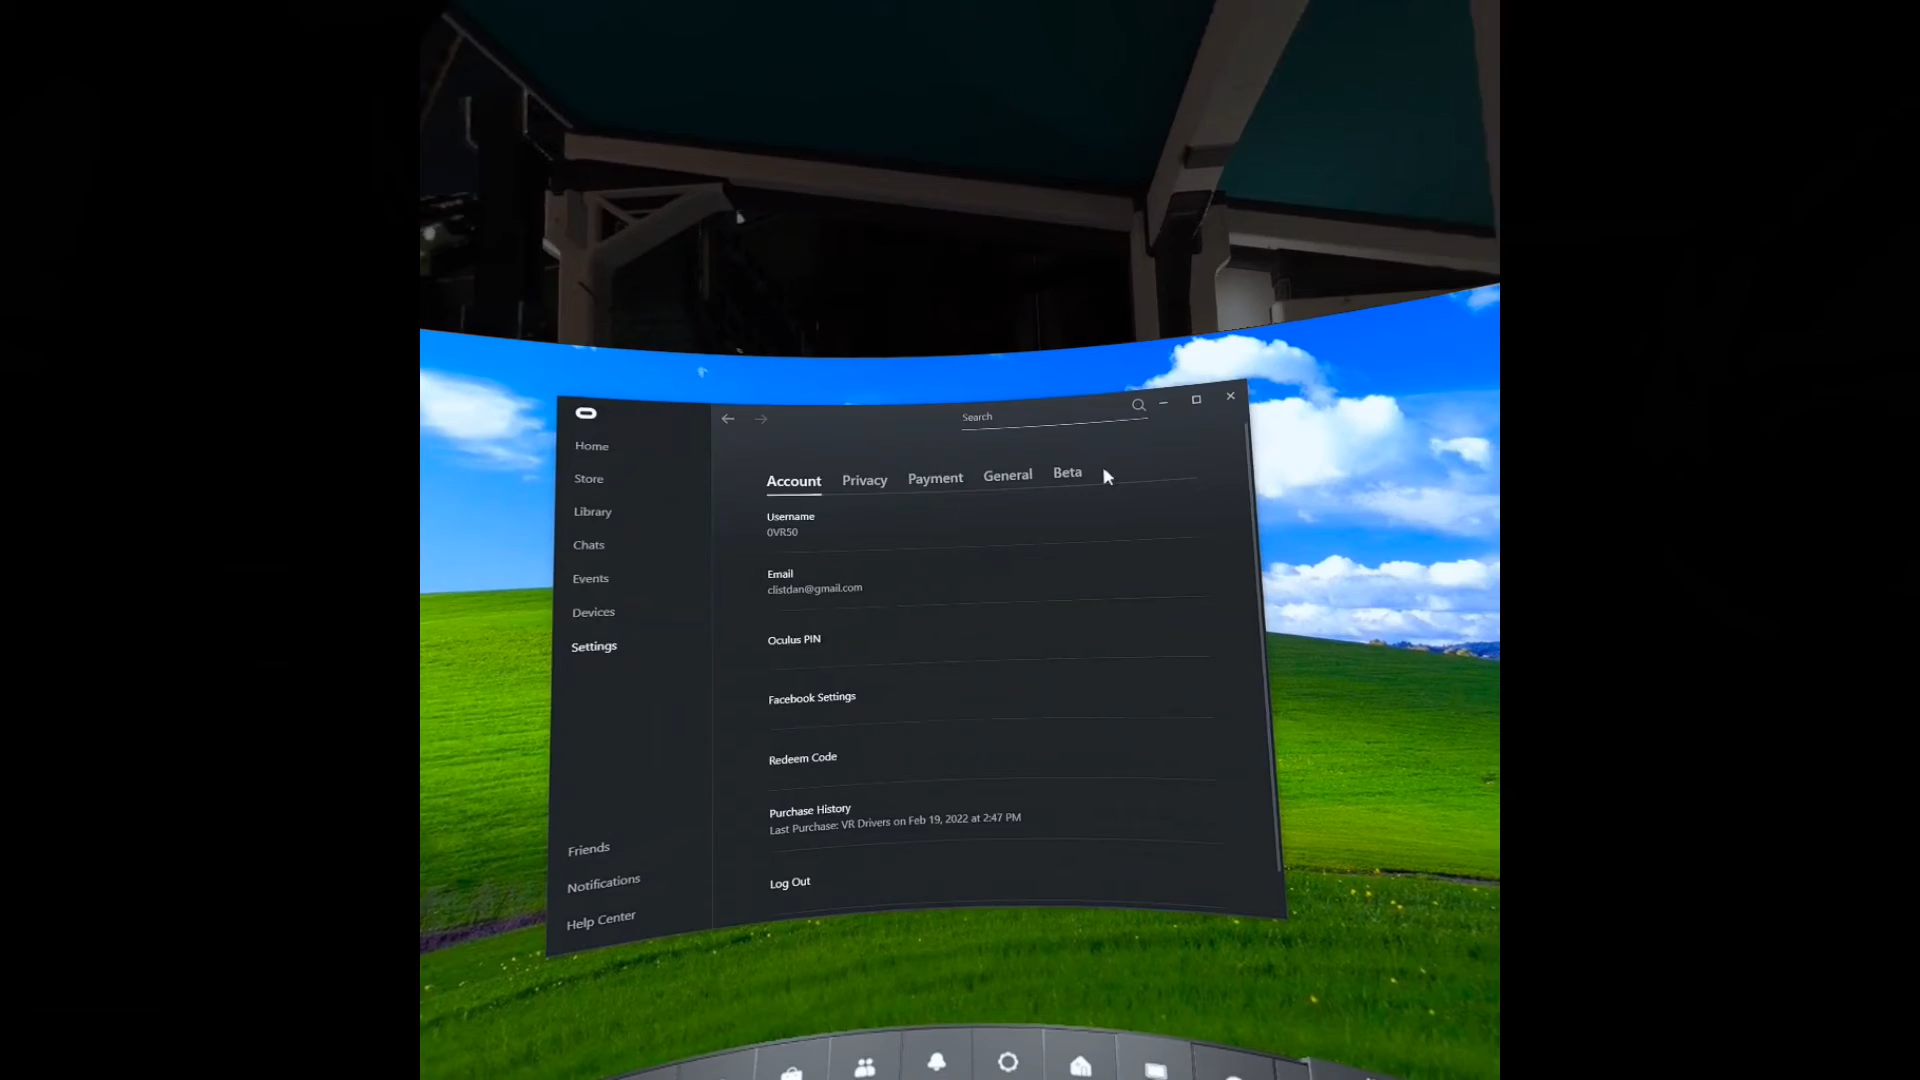 Search
Home
Store
Library
Chats
Events
Devices
Settings
Friends
Notifications
Help Center
Account Privacy Payment General Beta
Username
0VR50
Email
clistdan@gmail.com
Oculus PIN
Facebook Settings
Redeem Code
Purchase History
Last Purchase: VR Drivers on Feb 19, 2022 at 2:47 PM
Log Out